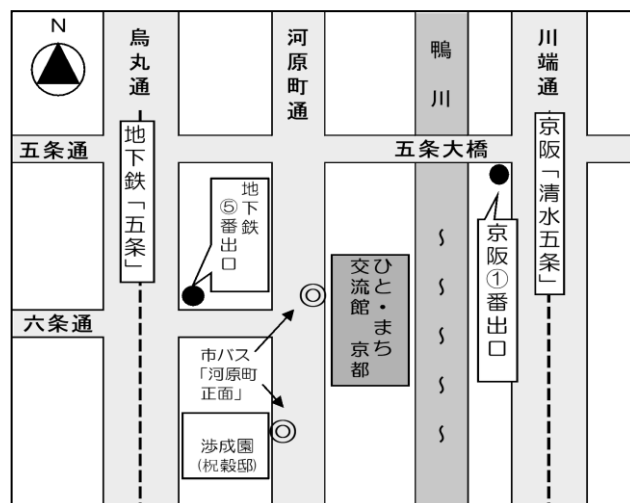 N
烏丸通
河原町通
鴨川
川端通
五条通
五条大橋
地下鉄「五条」
地下鉄
⑤番出口
京阪「清水五条」
京阪①番出口
ひと・まち
交流館 京都
六条通
市バス
「河原町
正面」
渉成園
(枳殻邸)